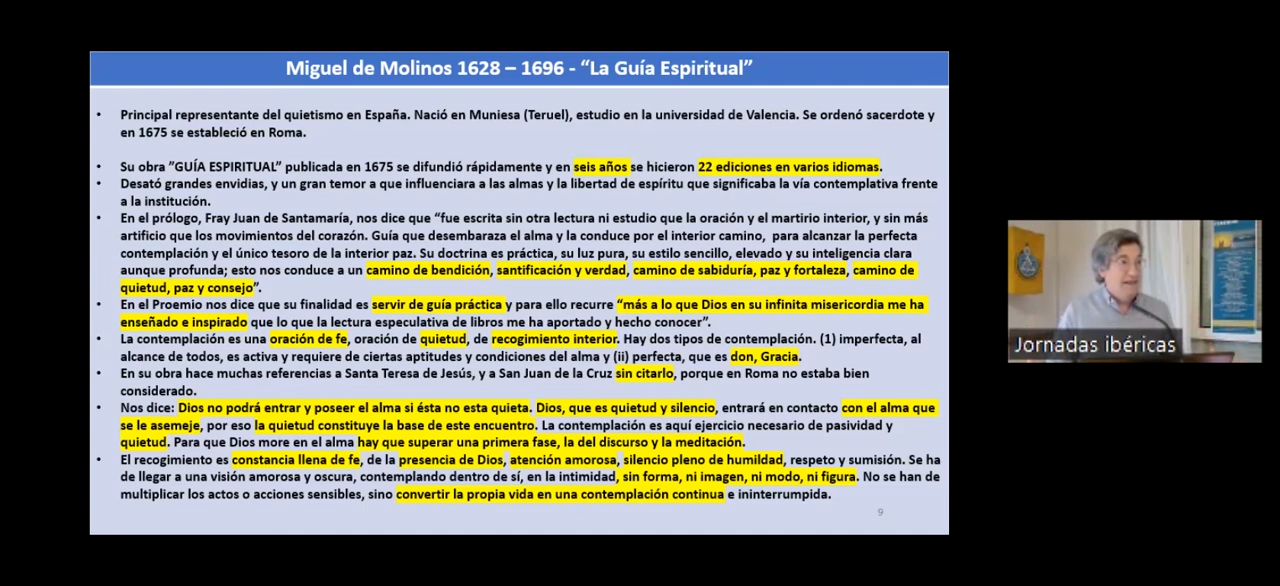 Miguel de Molinos 1628 – 1696 - “La Guía Espiritual”
• Principal representante del quietismo en España. Nació en Muniesa (Teruel), estudio en la universidad de Valencia. Se ordenó sacerdote y
en 1675 se estableció en Roma.
• Su obra ”GUÍA ESPIRITUAL” publicada en 1675 se difundió rápidamente y en seis años se hicieron 22 ediciones en varios idiomas.
• Desató grandes envidias, y un gran temor a que influenciara a las almas y la libertad de espíritu que significaba la vía contemplativa frente
a la institución.
• En el prólogo, Fray Juan de Santamaría, nos dice que “fue escrita sin otra lectura ni estudio que la oración y el martirio interior, y sin más
artificio que los movimientos del corazón. Guía que desembaraza el alma y la conduce por el interior camino, para alcanzar la perfecta
contemplación y el único tesoro de la interior paz. Su doctrina es práctica, su luz pura, su estilo sencillo, elevado y su inteligencia clara
aunque profunda; esto nos conduce a un camino de bendición, santificación y verdad, camino de sabiduría, paz y fortaleza, camino de
quietud, paz y consejo”.
• En el Proemio nos dice que su finalidad es servir de guía práctica y para ello recurre “más a lo que Dios en su infinita misericordia me ha
enseñado e inspirado que lo que la lectura especulativa de libros me ha aportado y hecho conocer”.
• La contemplación es una oración de fe, oración de quietud, de recogimiento interior. Hay dos tipos de contemplación. (1) imperfecta, al
alcance de todos, es activa y requiere de ciertas aptitudes y condiciones del alma y (ii) perfecta, que es don, Gracia.
• En su obra hace muchas referencias a Santa Teresa de Jesús, y a San Juan de la Cruz sin citarlo, porque en Roma no estaba bien
considerado.
• Nos dice: Dios no podrá entrar y poseer el alma si ésta no esta quieta. Dios, que es quietud y silencio, entrará en contacto con el alma que
se le asemeje, por eso la quietud constituye la base de este encuentro. La contemplación es aquí ejercicio necesario de pasividad y
quietud. Para que Dios more en el alma hay que superar una primera fase, la del discurso y la meditación.
• El recogimiento es constancia llena de fe, de la presencia de Dios, atención amorosa, silencio pleno de humildad, respeto y sumisión. Se ha
de llegar a una visión amorosa y oscura, contemplando dentro de sí, en la intimidad, sin forma, ni imagen, ni modo, ni figura. No se han de
multiplicar los actos o acciones sensibles, sino convertir la propia vida en una contemplación continua e ininterrumpida.
9
Jornadas ibéricas